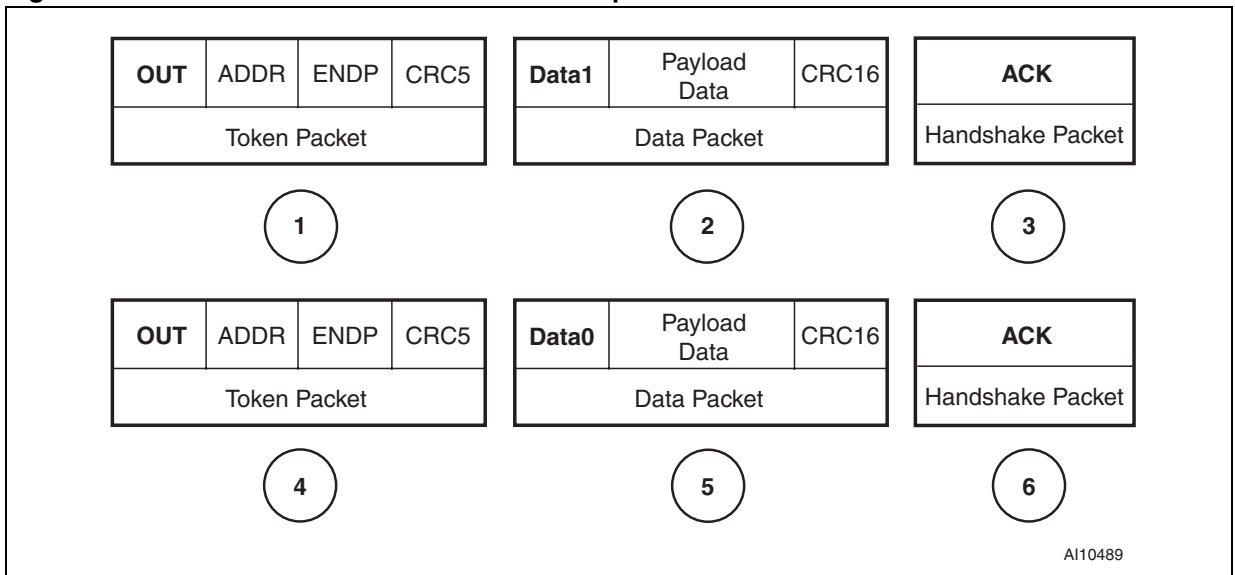 OUT ADDR ENDP CRC5
Token Packet
Data1 Payload Data CRC16
Data Packet
ACK
Handshake Packet
1 2 3
OUT ADDR ENDP CRC5
Token Packet
Data0 Payload Data CRC16
Data Packet
ACK
Handshake Packet
4 5 6
AI10489